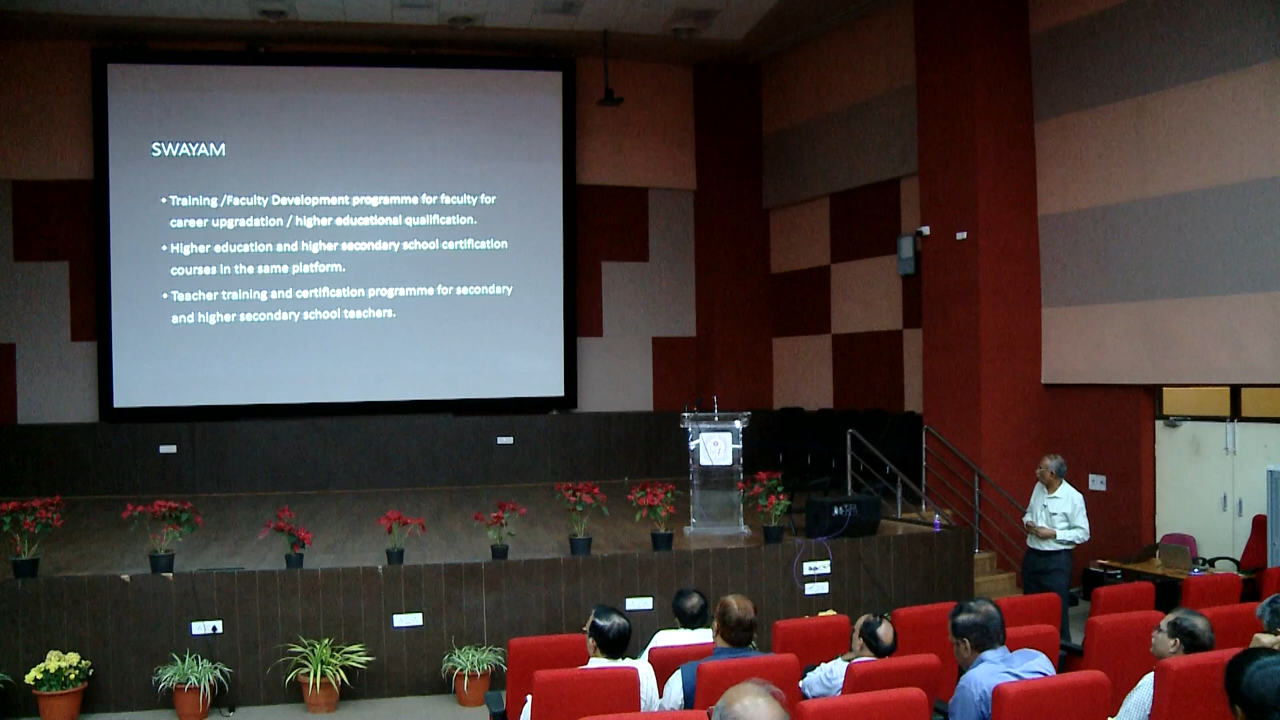 SWAYAM
• Training /Faculty Development programme for faculty for
career upgradation / higher educational qualification.
• Higher education and higher secondary school certification
courses in the same platform.
• Teacher training and certification programme for secondary
and higher secondary school teachers.